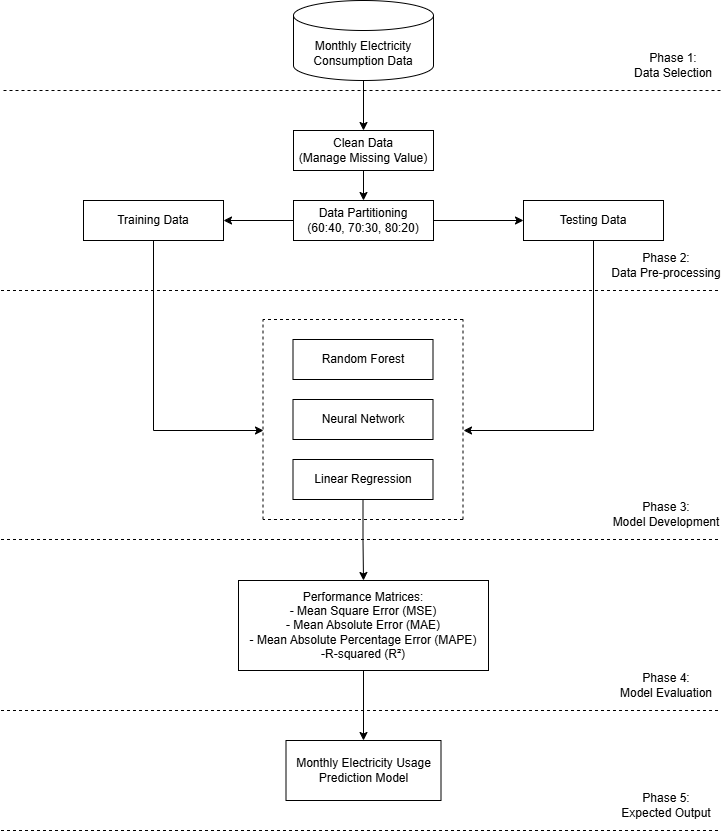 Monthly Electricity
Consumption Data
Phase 1:
Data Selection
Clean Data
(Manage Missing Value)
Training Data
Data Partitioning
(60:40, 70:30, 80:20)
Testing Data
Phase 2:
Data Pre-processing
Random Forest
Neural Network
Linear Regression
Phase 3:
Model Development
Performance Matrices:
- Mean Square Error (MSE)
- Mean Absolute Error (MAE)
- Mean Absolute Percentage Error (MAPE)
-R-squared (R²)
Phase 4:
Model Evaluation
Monthly Electricity Usage
Prediction Model
Phase 5:
Expected Output